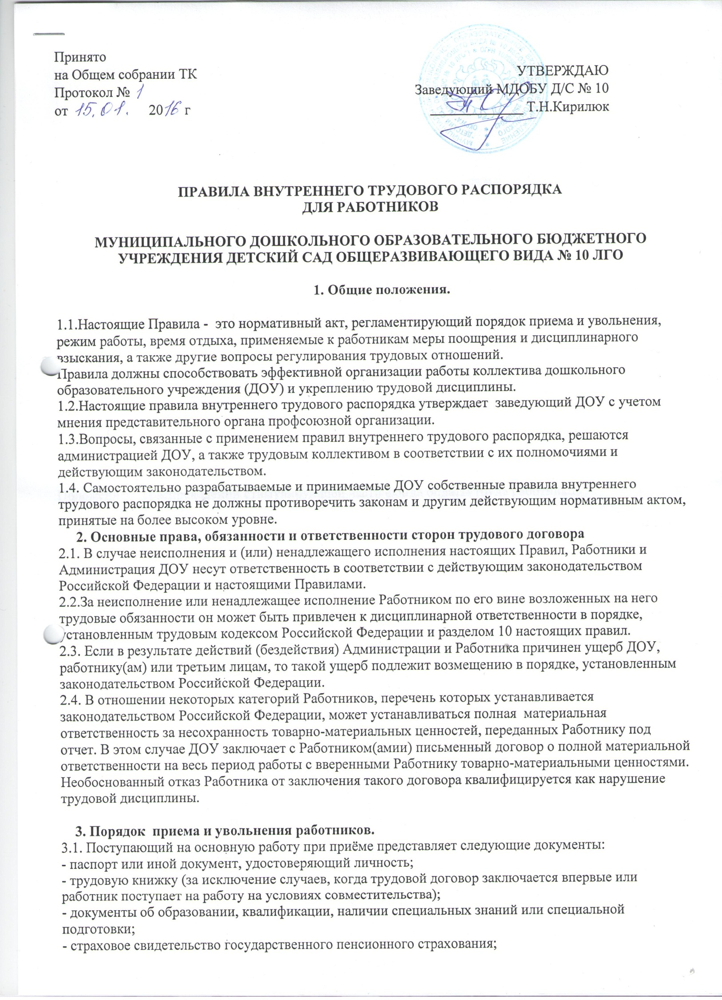 Принято
на Общем собрании ТК
Протокол № 1
от 15.01. 2016 г
УТВЕРЖДАЮ
Заведующий МДОБУ Д/С № 10
Т.Н.Кирилюк
ПРАВИЛА ВНУТРЕННЕГО ТРУДОВОГО РАСПОРЯДКА
ДЛЯ РАБОТНИКОВ
МУНИЦИПАЛЬНОГО ДОШКОЛЬНОГО ОБРАЗОВАТЕЛЬНОГО БЮДЖЕТНОГО
УЧРЕЖДЕНИЯ ДЕТСКИЙ САД ОБЩЕРАЗВИВАЮЩЕГО ВИДА № 10 ЛГО
1. Общие положения.
1.1.Настоящие Правила - это нормативный акт, регламентирующий порядок приема и увольнения,
режим работы, время отдыха, применяемые к работникам меры поощрения и дисциплинарного
взыскания, а также другие вопросы регулирования трудовых отношений.
Правила должны способствовать эффективной организации работы коллектива дошкольного
образовательного учреждения (ДОУ) и укреплению трудовой дисциплины.
1.2.Настоящие правила внутреннего трудового распорядка утверждает заведующий ДОУ с учетом
мнения представительного органа профсоюзной организации.
1.3.Вопросы, связанные с применением правил внутреннего трудового распорядка, решаются
администрацией ДОУ, а также трудовым коллективом в соответствии с их полномочиями и
действующим законодательством.
1.4. Самостоятельно разрабатываемые и принимаемые ДОУ собственные правила внутреннего
трудового распорядка не должны противоречить законам и другим действующим нормативным актом,
принятые на более высоком уровне.
2. Основные права, обязанности и ответственности сторон трудового договора
2.1. В случае неисполнения и (или) ненадлежащего исполнения настоящих Правил, Работники и
Администрация ДОУ несут ответственность в соответствии с действующим законодательством
Российской Федерации и настоящими Правилами.
2.2.За неисполнение или ненадлежащее исполнение Работником по его вине возложенных на него
трудовые обязанности он может быть привлечен к дисциплинарной ответственности в порядке,
установленным трудовым кодексом Российской Федерации и разделом 10 настоящих правил.
2.3. Если в результате действий (бездействия) Администрации и Работника причинен ущерб ДОУ,
работнику(ам) или третьим лицам, то такой ущерб подлежит возмещению в порядке, установленным
законодательством Российской Федерации.
2.4. В отношении некоторых категорий Работников, перечень которых устанавливается
законодательством Российской Федерации, может устанавливаться полная материальная
ответственность за несохранность товарно-материальных ценностей, переданных Работнику под
отчет. В этом случае ДОУ заключает с Работником(амии) письменный договор о полной материальной
ответственности на весь период работы с вверенными Работнику товарно-материальными ценностями.
Необоснованный отказ Работника от заключения такого договора квалифицируется как нарушение
трудовой дисциплины.
3. Порядок приема и увольнения работников.
3.1. Поступающий на основную работу при приёме представляет следующие документы:
- паспорт или иной документ, удостоверяющий личность;
- трудовую книжку (за исключение случаев, когда трудовой договор заключается впервые или
работник поступает на работу на условиях совместительства);
- документы об образовании, квалификации, наличии специальных знаний или специальной
подготовки;
- страховое свидетельство государственного пенсионного страхования;